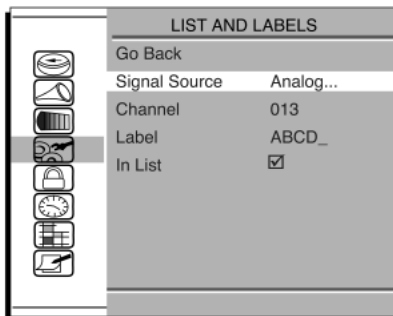 LIST AND LABELS
Go Back
Signal Source Analog...
Channel 013
Label ABCD_
In List